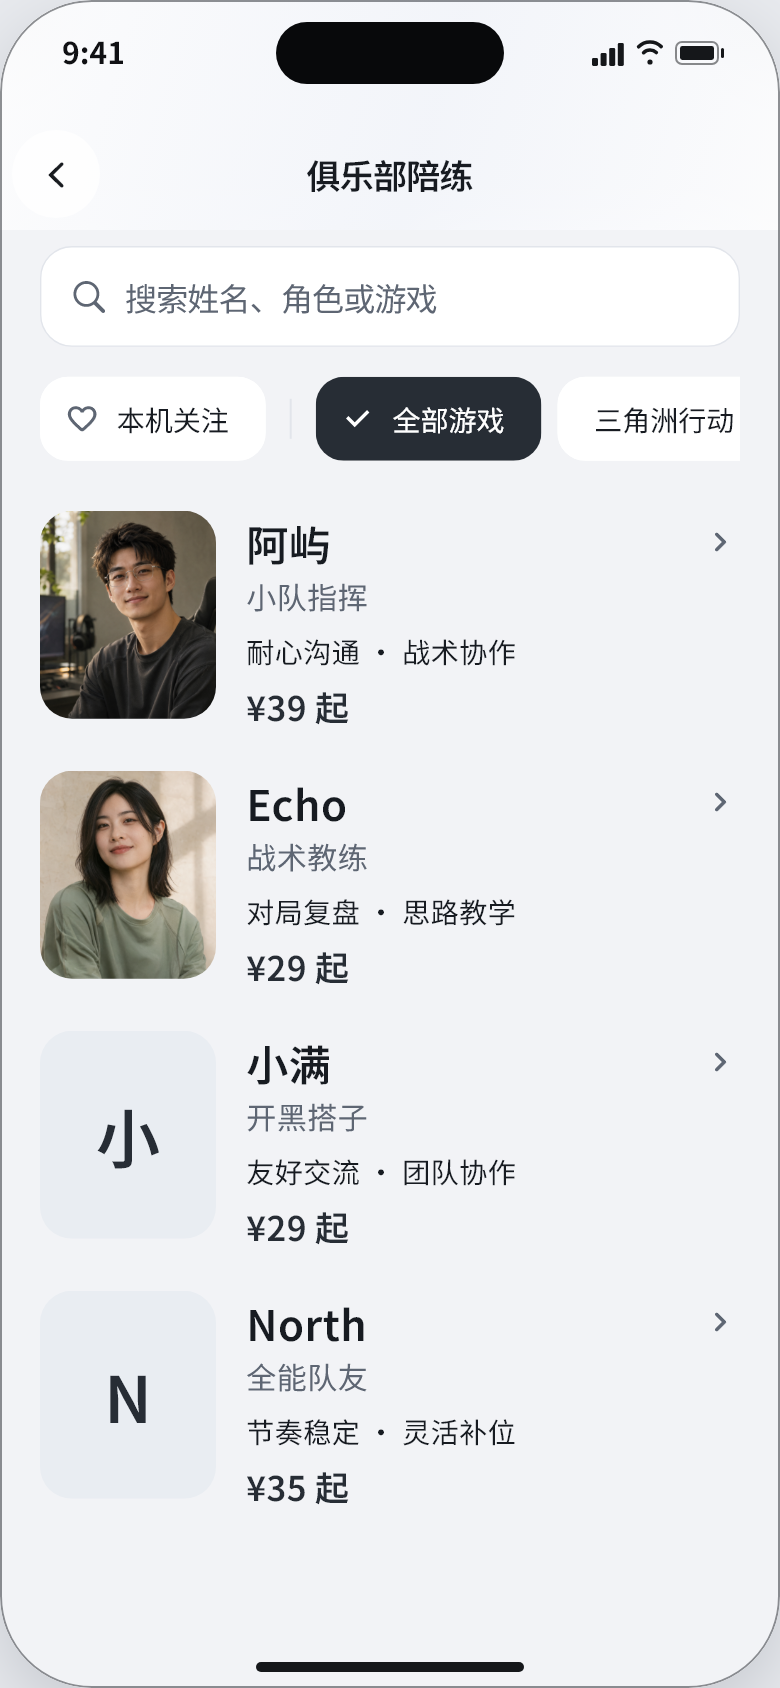 9:41
俱乐部陪练
搜索姓名、角色或游戏
本机关注
全部游戏
三角洲行动
阿屿
小队指挥
耐心沟通 · 战术协作
¥39 起
Echo
战术教练
对局复盘 · 思路教学
¥29 起
小
小满
开黑搭子
友好交流 · 团队协作
¥29 起
N
North
全能队友
节奏稳定 · 灵活补位
¥35 起